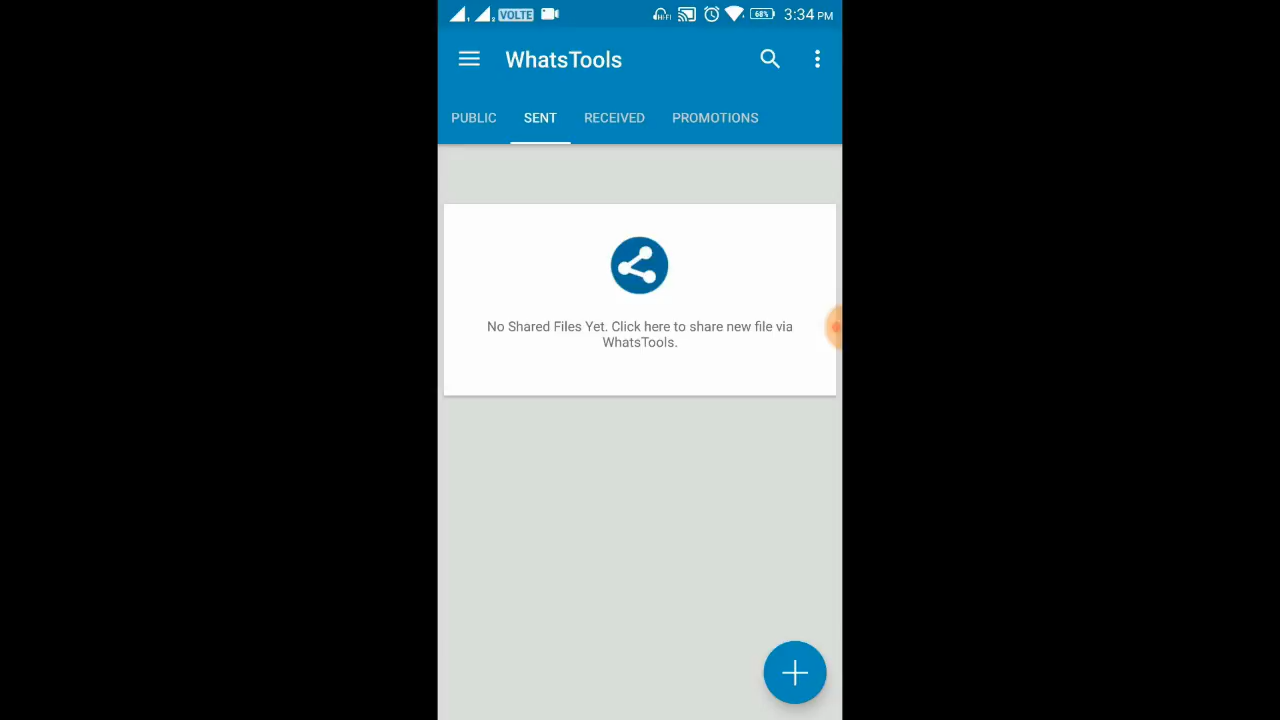 VOLTE 68% 3:34 PM
WhatsTools
PUBLIC SENT RECEIVED PROMOTIONS
No Shared Files Yet. Click here to share new file via
WhatsTools.